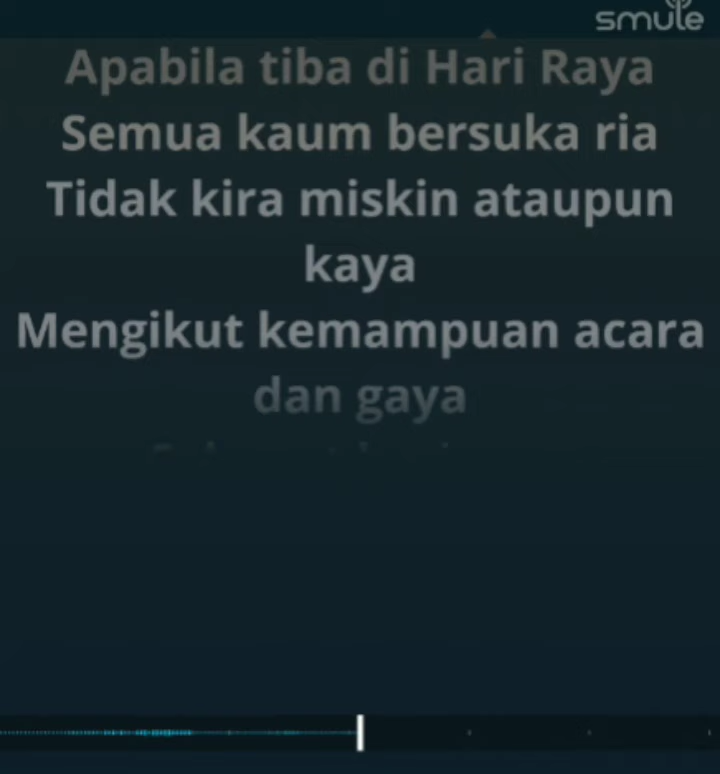 smule
Apabila tiba di Hari Raya
Semua kaum bersuka ria
Tidak kira miskin ataupun
kaya
Mengikut kemampuan acara
dan gaya